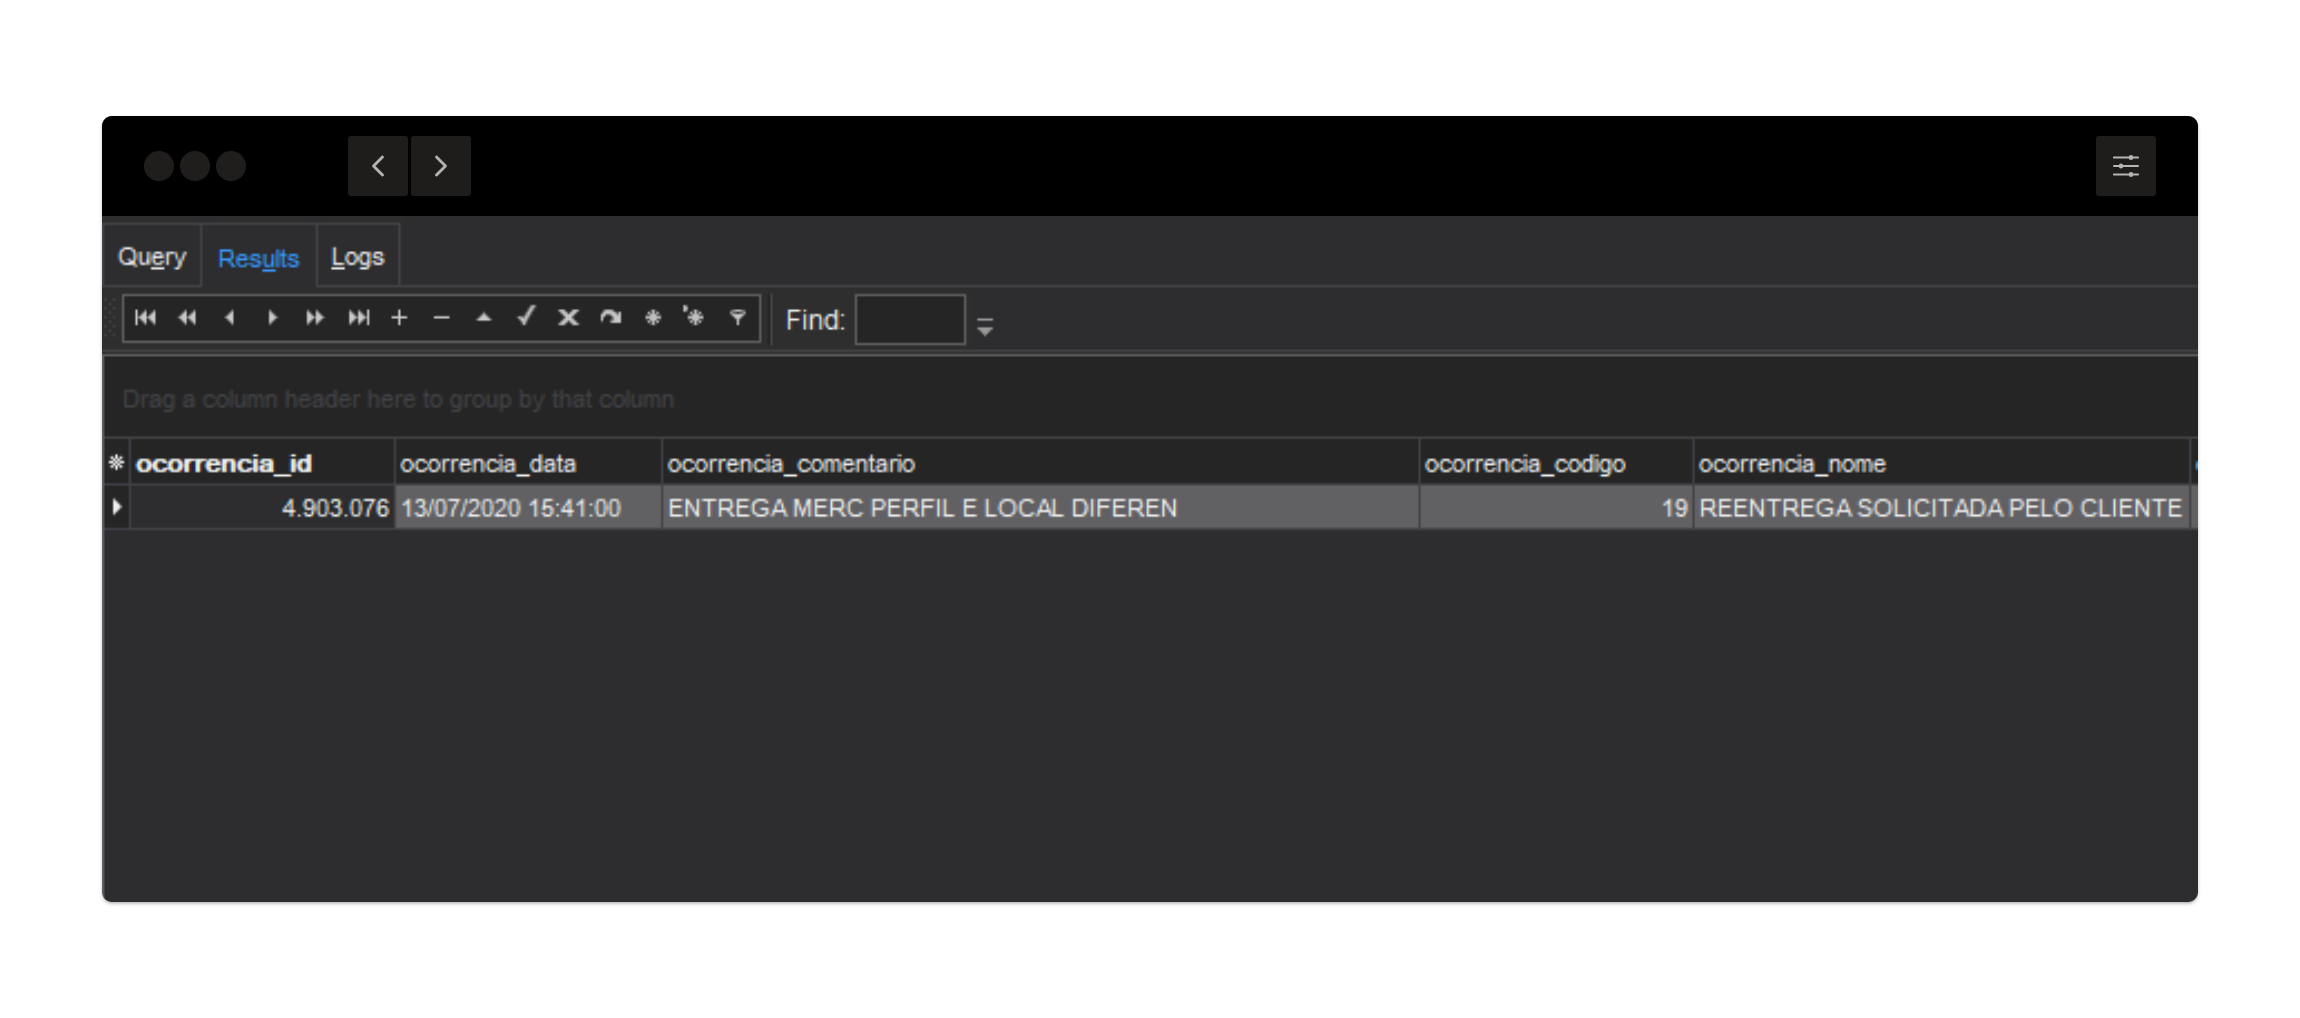 Query Results Logs
Find:
Drag a column header here to group by that column
ocorrencia_id ocorrencia_data ocorrencia_comentario ocorrencia_codigo ocorrencia_nome
4.903.076 13/07/2020 15:41:00 ENTREGA MERC PERFIL E LOCAL DIFEREN 19 REENTREGA SOLICITADA PELO CLIENTE